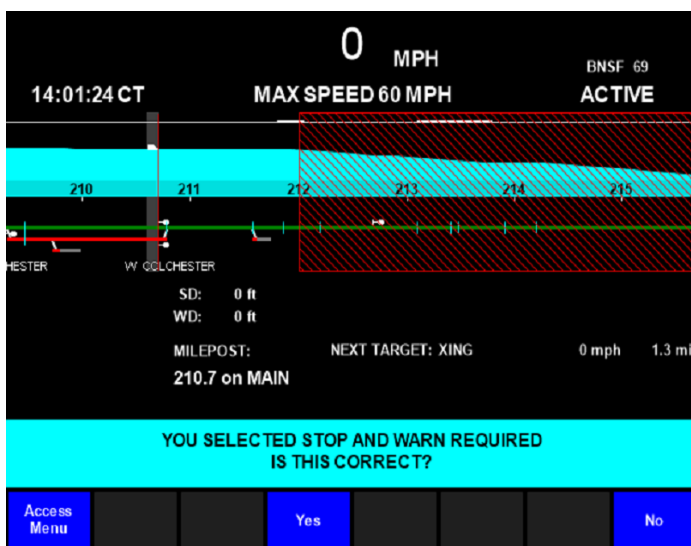 0 MPH
BNSF 69
14:01:24 CT MAX SPEED 60 MPH ACTIVE
210 211 212 213 214 215
HESTER W COLCHESTER
SD: 0 ft
WD: 0 ft
MILEPOST: NEXT TARGET: XING 0 mph 1.3 mi
210.7 on MAIN
YOU SELECTED STOP AND WARN REQUIRED
IS THIS CORRECT?
Access Menu Yes No